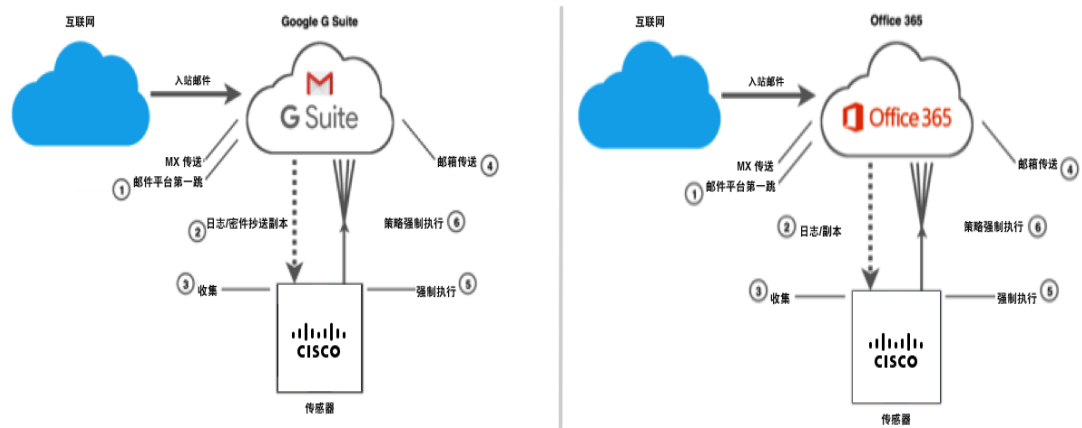 互联网
Google G Suite
入站邮件
G Suite
MX 传送
① 邮件平台第一跳
邮箱传送 ④
② 日志/密件抄送副本
策略强制执行 ⑥
③ 收集
强制执行 ⑤
CISCO
传感器
互联网
Office 365
入站邮件
Office 365
MX 传送
① 邮件平台第一跳
邮箱传送 ④
② 日志/副本
策略强制执行 ⑥
③ 收集
强制执行 ⑤
CISCO
传感器